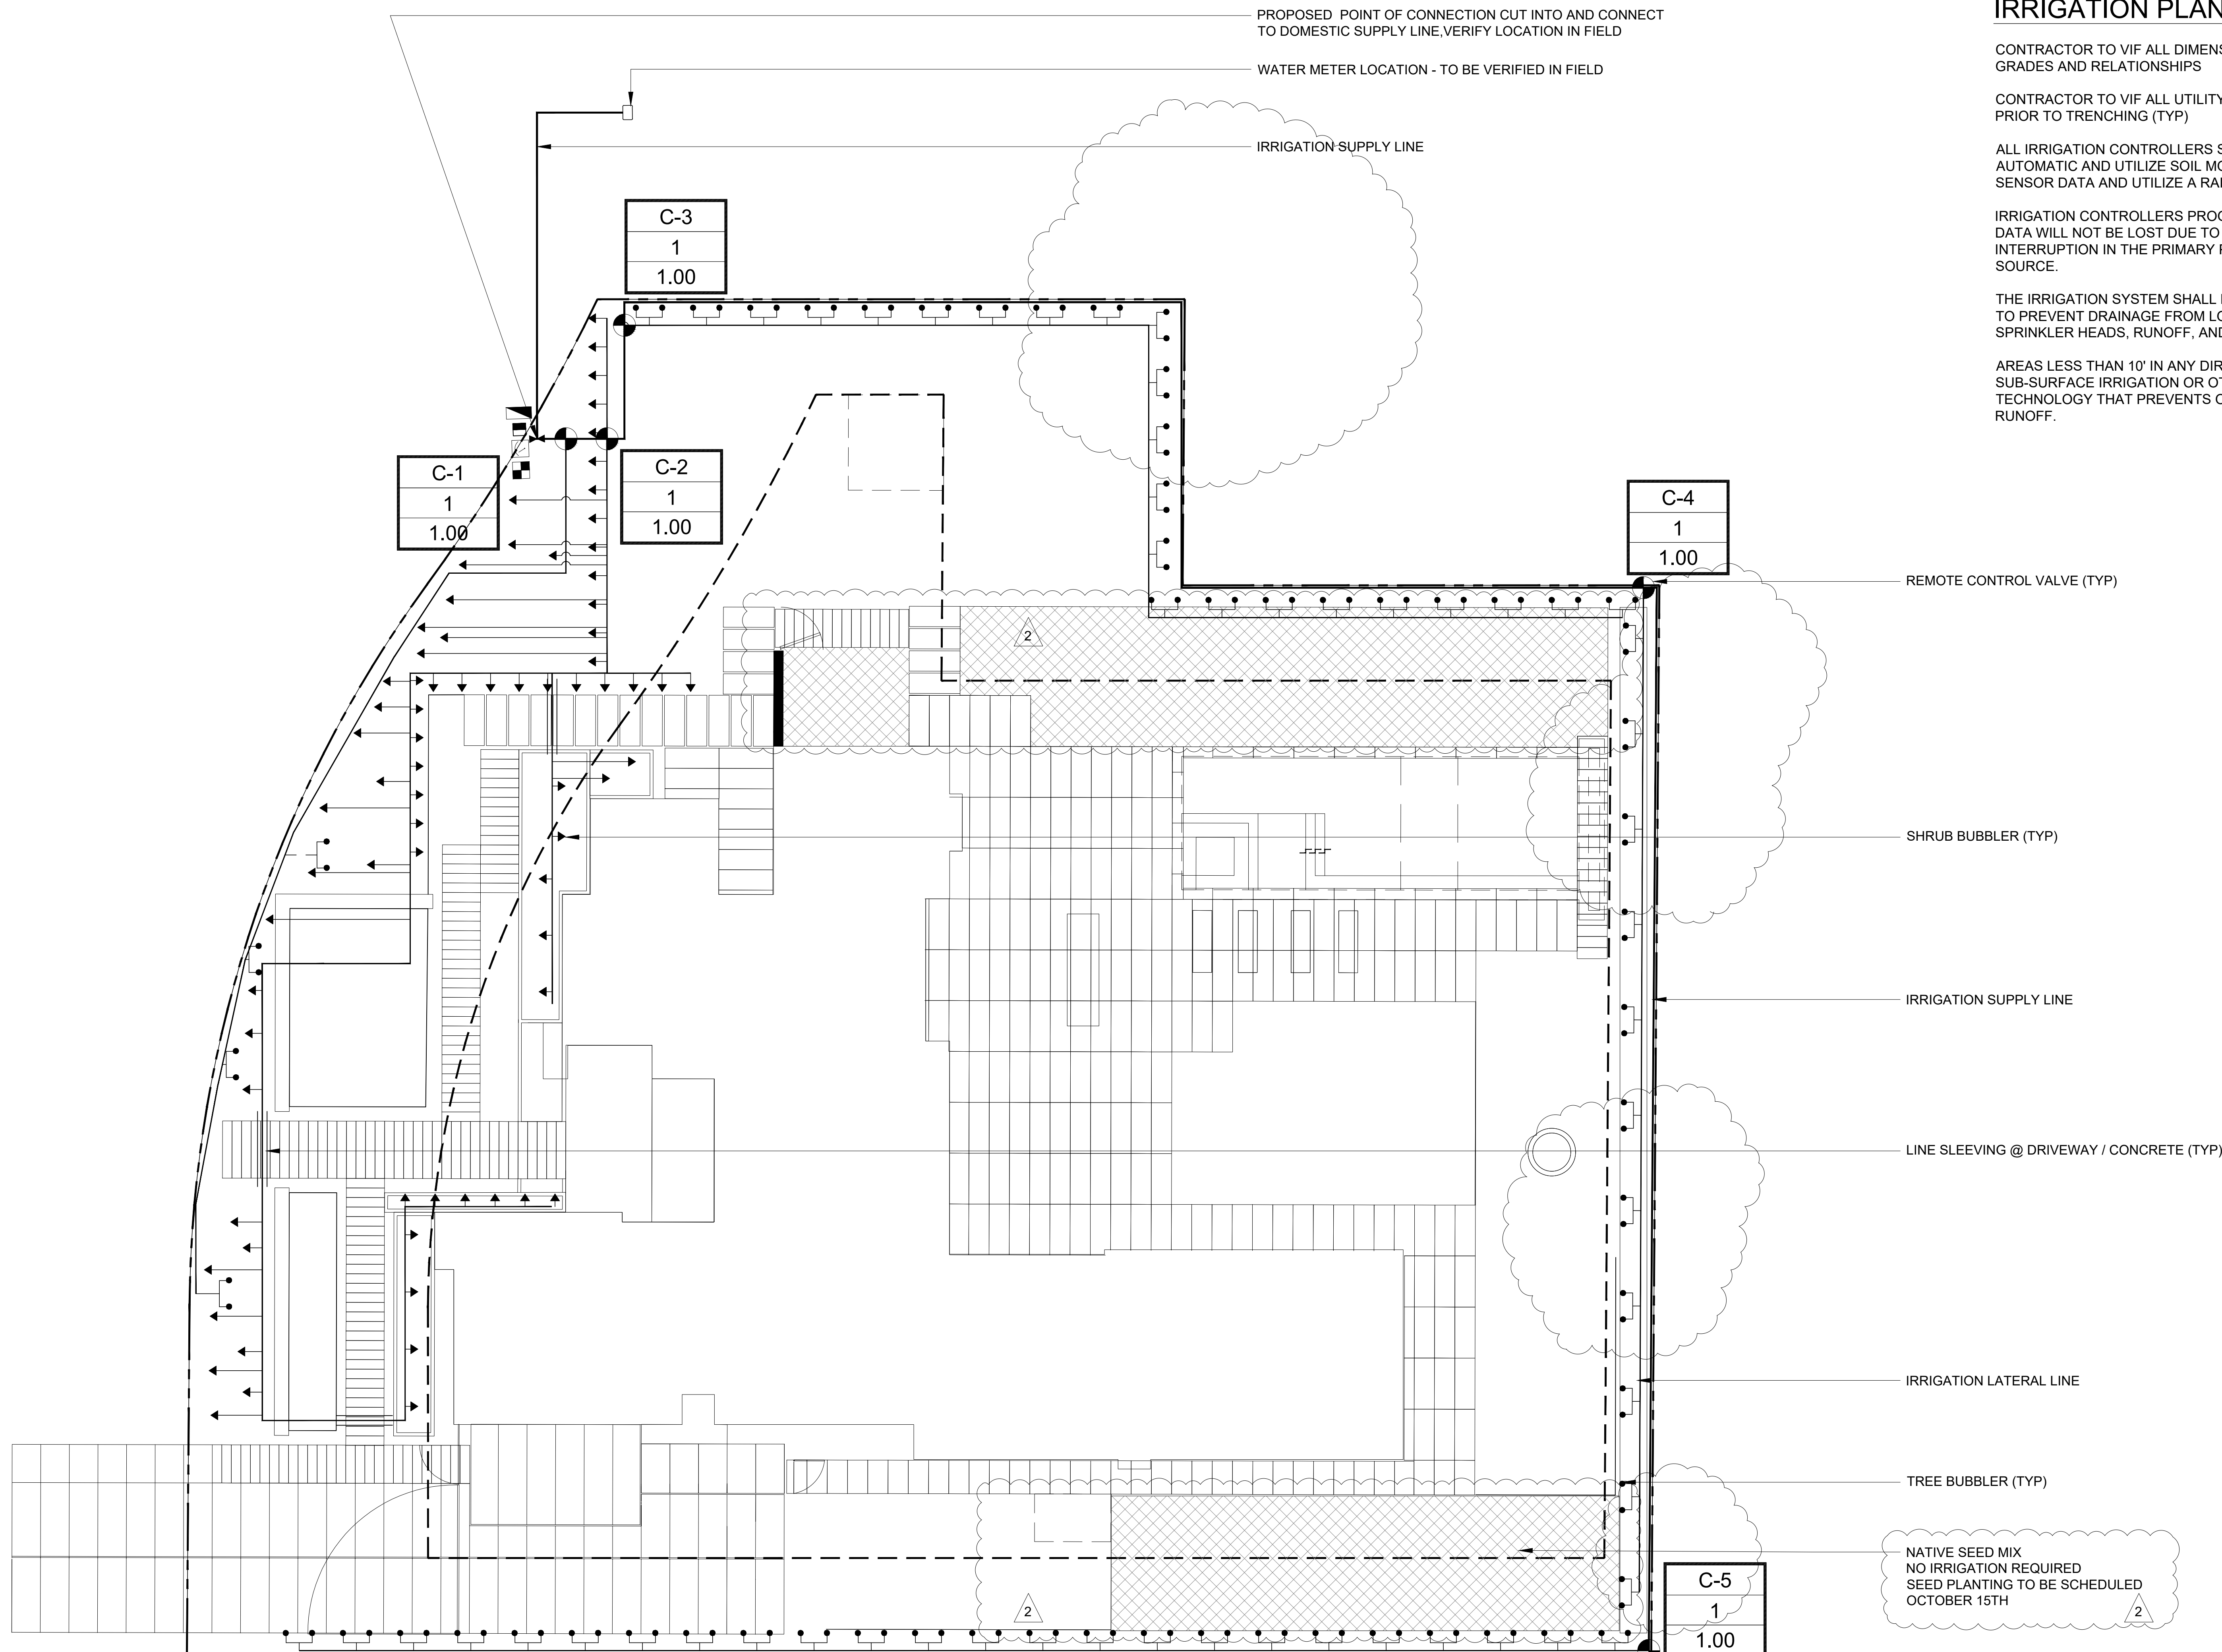 PROPOSED POINT OF CONNECTION CUT INTO AND CONNECT
TO DOMESTIC SUPPLY LINE,VERIFY LOCATION IN FIELD
WATER METER LOCATION - TO BE VERIFIED IN FIELD
IRRIGATION SUPPLY LINE
IRRIGATION PLAN
CONTRACTOR TO VIF ALL DIMENS
GRADES AND RELATIONSHIPS
CONTRACTOR TO VIF ALL UTILITY
PRIOR TO TRENCHING (TYP)
ALL IRRIGATION CONTROLLERS S
AUTOMATIC AND UTILIZE SOIL MO
SENSOR DATA AND UTILIZE A RAI
IRRIGATION CONTROLLERS PROG
DATA WILL NOT BE LOST DUE TO
INTERRUPTION IN THE PRIMARY P
SOURCE.
THE IRRIGATION SYSTEM SHALL
TO PREVENT DRAINAGE FROM LO
SPRINKLER HEADS, RUNOFF, AND
AREAS LESS THAN 10' IN ANY DIR
SUB-SURFACE IRRIGATION OR OT
TECHNOLOGY THAT PREVENTS O
RUNOFF.
C-3
1
1.00
C-1
1
1.00
C-2
1
1.00
C-4
1
1.00
REMOTE CONTROL VALVE (TYP)
2
SHRUB BUBBLER (TYP)
IRRIGATION SUPPLY LINE
LINE SLEEVING @ DRIVEWAY / CONCRETE (TYP)
IRRIGATION LATERAL LINE
TREE BUBBLER (TYP)
NATIVE SEED MIX
NO IRRIGATION REQUIRED
SEED PLANTING TO BE SCHEDULED
OCTOBER 15TH
2
C-5
1
1.00
2